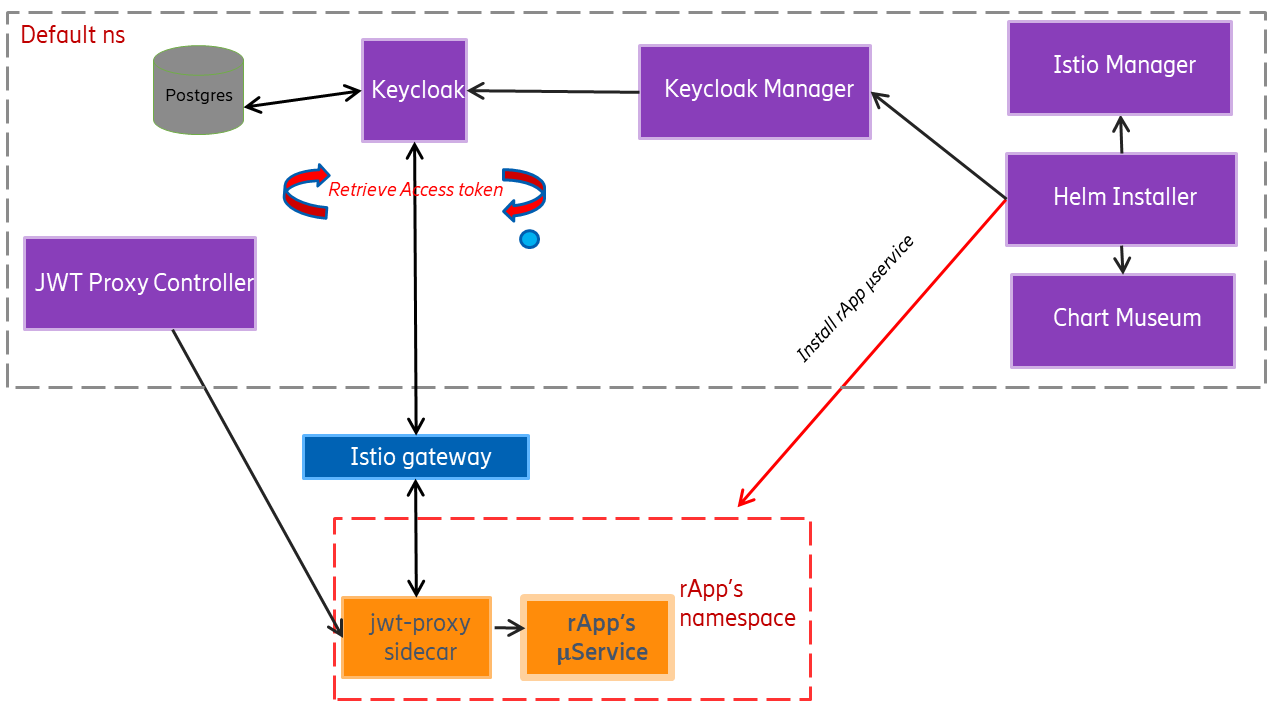 Default ns
Postgres
Keycloak
Keycloak Manager
Istio Manager
Retrieve Access token
Helm Installer
JWT Proxy Controller
Install rApp μservice
Chart Museum
Istio gateway
rApp’s
namespace
jwt-proxy
sidecar
rApp’s
μService